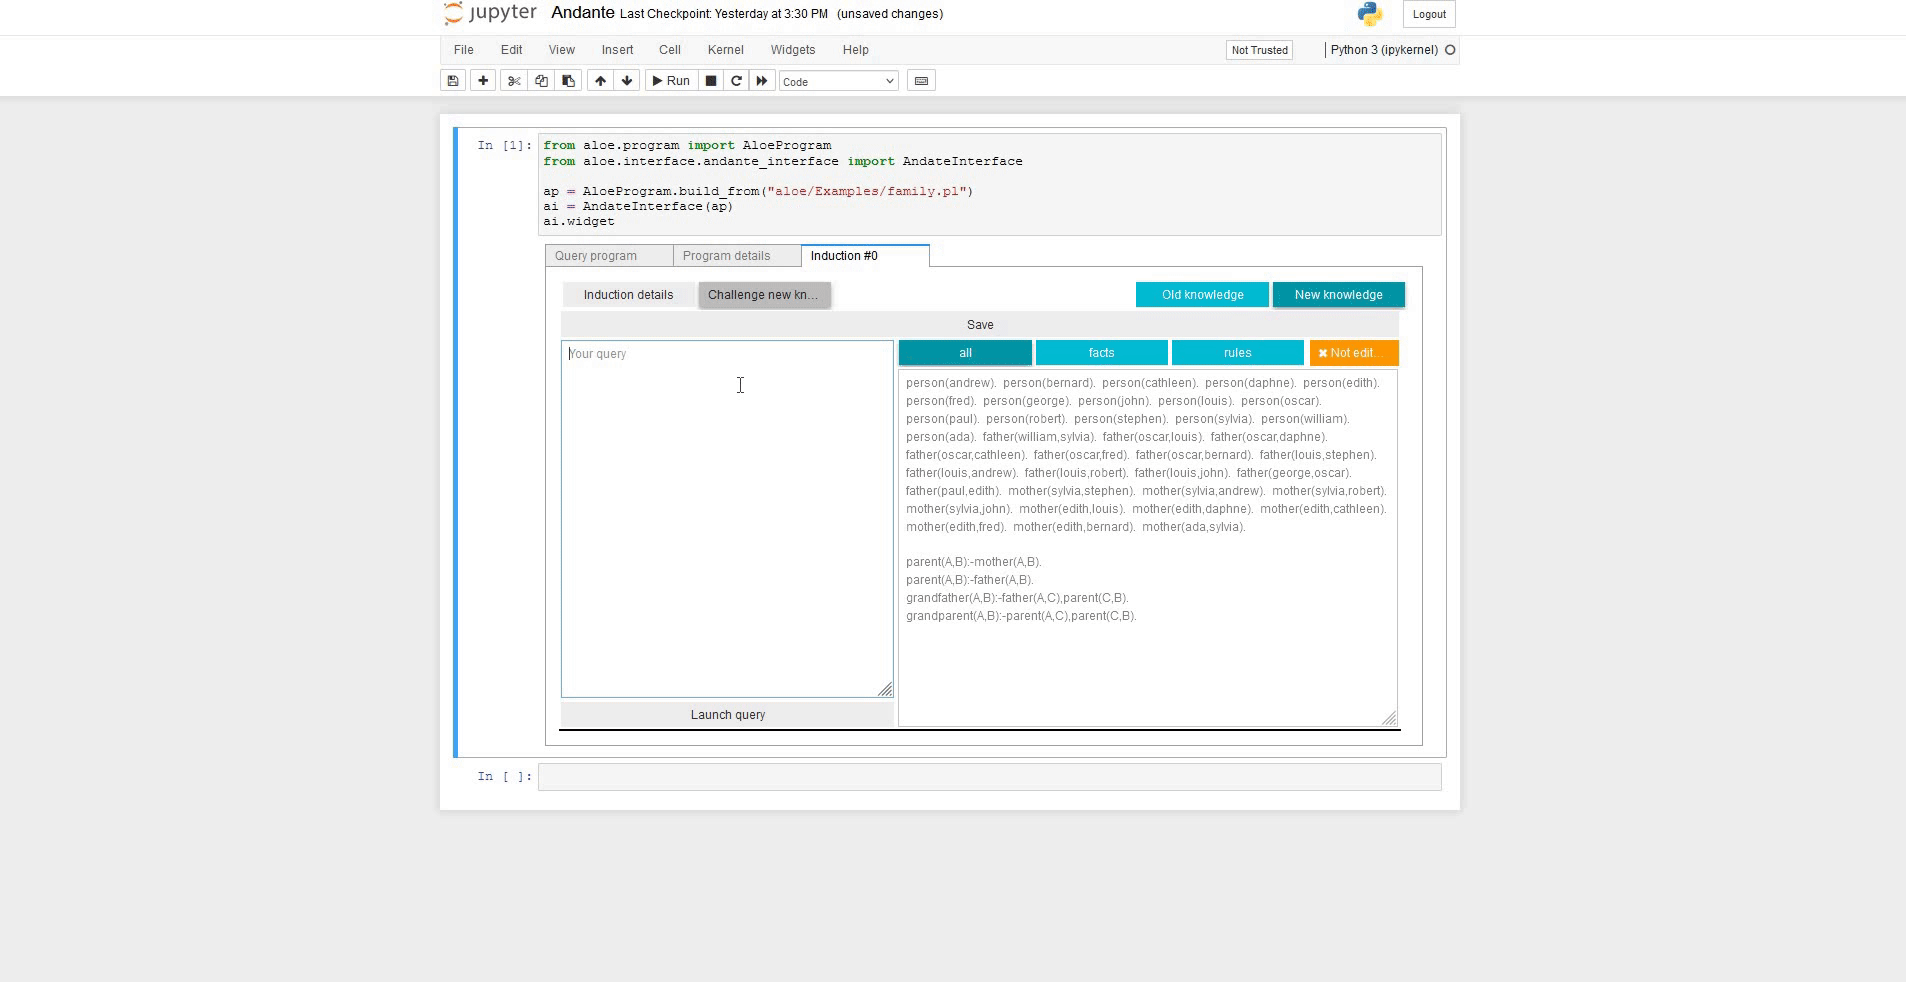 jupyter Andante Last Checkpoint: Yesterday at 3:30 PM (unsaved changes) Logout
File Edit View Insert Cell Kernel Widgets Help Not Trusted Python 3 (ipykernel)
Run Code
In [1]: from aloe.program import AloeProgram
from aloe.interface.andante_interface import AndateInterface
ap = AloeProgram.build_from("aloe/Examples/family.pl")
ai = AndateInterface(ap)
ai.widget
Query program Program details Induction #0
Induction details Challenge new kn... Old knowledge New knowledge
Save
Your query
all facts rules Not edit...
person(andrew). person(bernard). person(cathleen). person(daphne). person(edith).
person(fred). person(george). person(john). person(louis). person(oscar).
person(paul). person(robert). person(stephen). person(sylvia). person(william).
person(ada). father(william,sylvia). father(oscar,louis). father(oscar,daphne).
father(oscar,cathleen). father(oscar,fred). father(oscar,bernard). father(louis,stephen).
father(louis,andrew). father(louis,robert). father(louis,john). father(george,oscar).
father(paul,edith). mother(sylvia,stephen). mother(sylvia,andrew). mother(sylvia,robert).
mother(sylvia,john). mother(edith,louis). mother(edith,daphne). mother(edith,cathleen).
mother(edith,fred). mother(edith,bernard). mother(ada,sylvia).
parent(A,B):-mother(A,B).
parent(A,B):-father(A,B).
grandfather(A,B):-father(A,C),parent(C,B).
grandparent(A,B):-parent(A,C),parent(C,B).
Launch query
In [ ]: